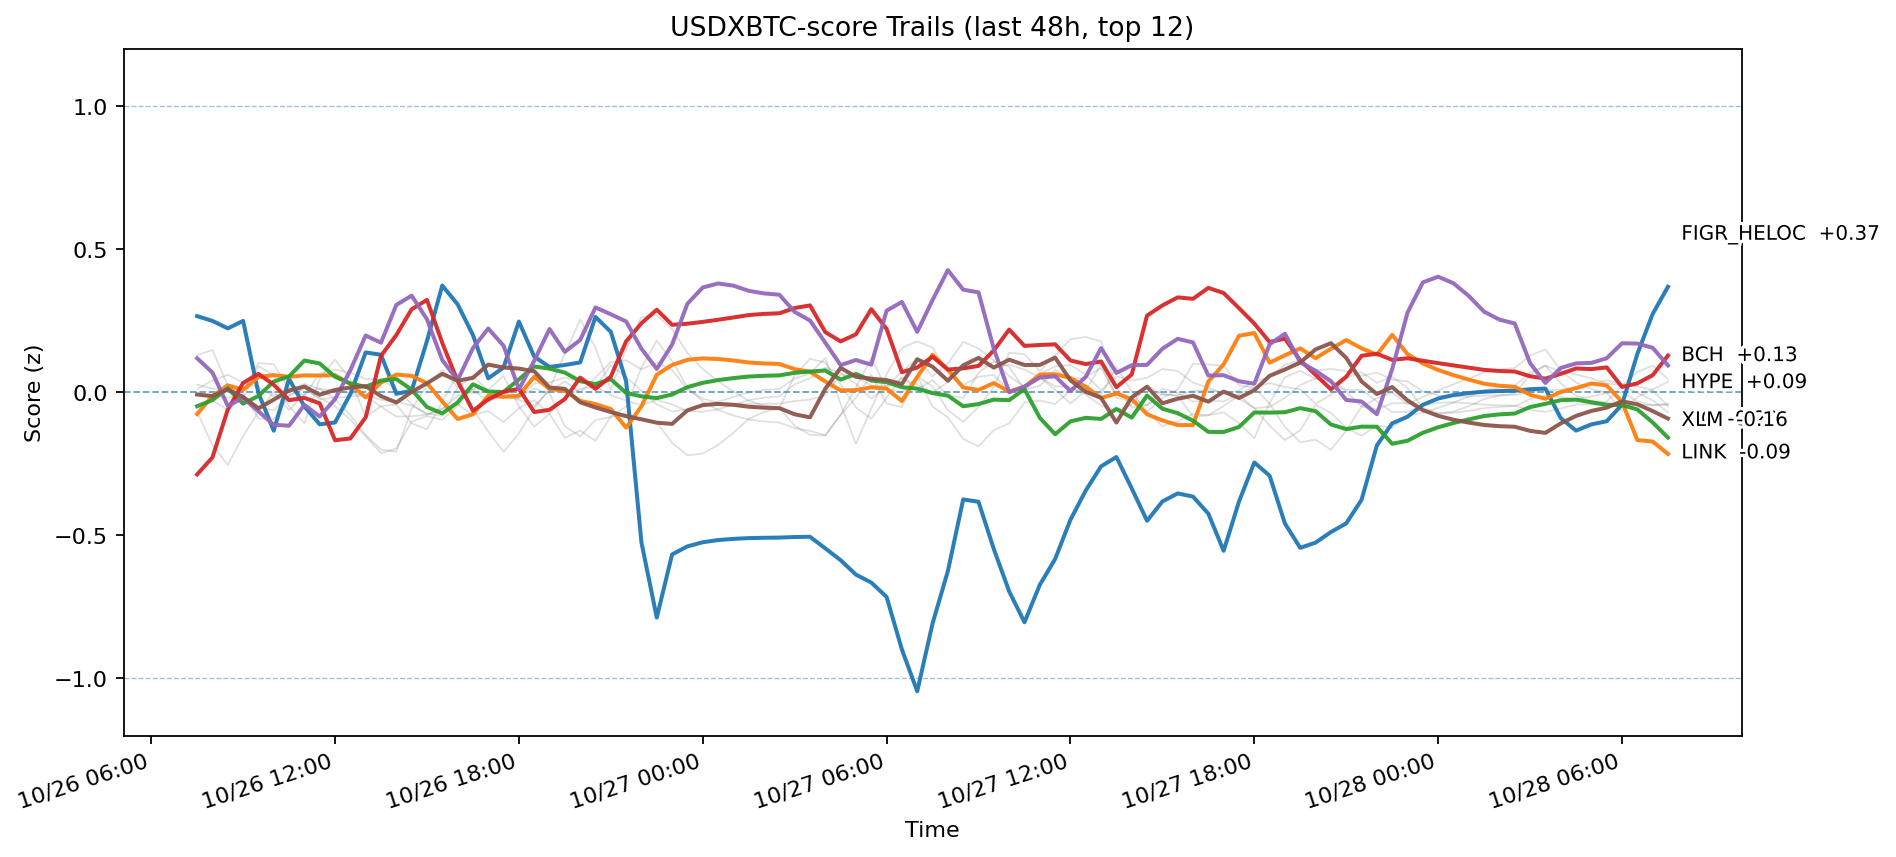 USDXBTC-score Trails (last 48h, top 12)
Score (z)
1.0
0.5
0.0
−0.5
−1.0
FIGR_HELOC +0.37
BCH +0.13
HYPE +0.09
LINK -0.09
10/26 06:00
10/26 12:00
10/26 18:00
10/27 00:00
10/27 06:00
10/27 12:00
10/27 18:00
10/28 00:00
10/28 06:00
Time